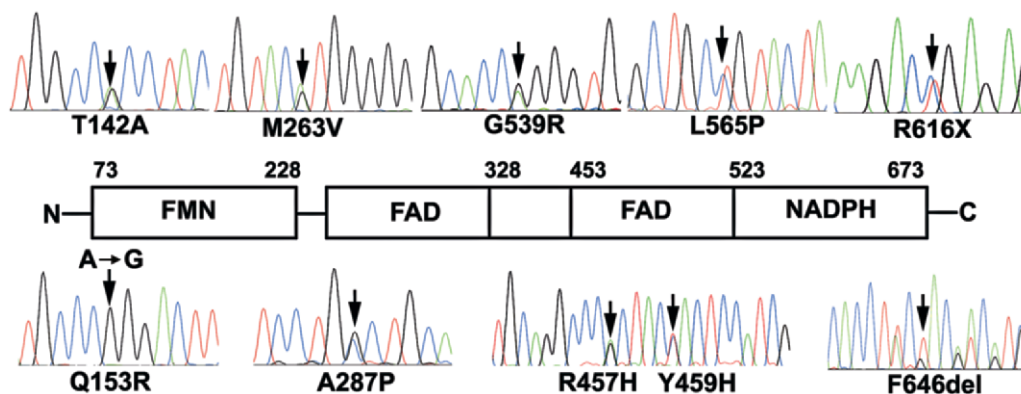 T142A M263V G539R L565P R616X
73 228 328 453 523 673
N FMN FAD FAD NADPH C
A→G
Q153R A287P R457H Y459H F646del